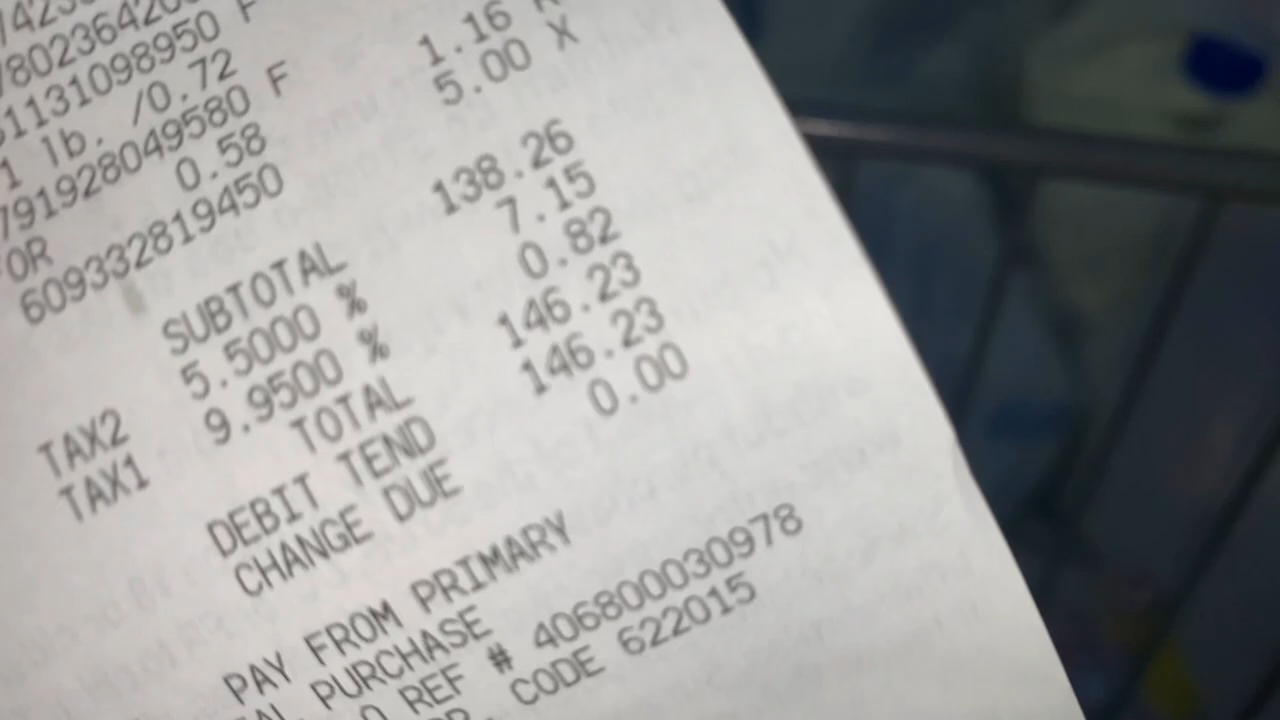 1131098950 F 1.16
1 lb. /0.72 5.00 X
791928049580 F
0.58
OR
609332819450
SUBTOTAL 138.26
TAX2 5.5000 % 7.15
TAX1 9.9500 % 0.82
TOTAL 146.23
DEBIT TEND 146.23
CHANGE DUE 0.00
PAY FROM PRIMARY
PURCHASE
REF # 406800030978
CODE 622015